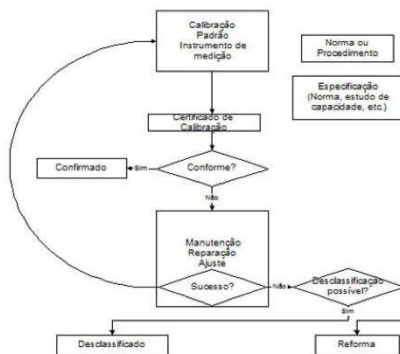 Calibração
Padrão
Instrumento de
medição
Norma ou
Procedimento
Especificação
(Norma, estudo de
capacidade, etc.)
Certificado de
Calibração
Confirmado
Sim
Conforme?
Não
Manutenção
Reparação
Ajuste
Sucesso?
Não
Desclassificação
possível?
Sim
Desclassificado
Reforma